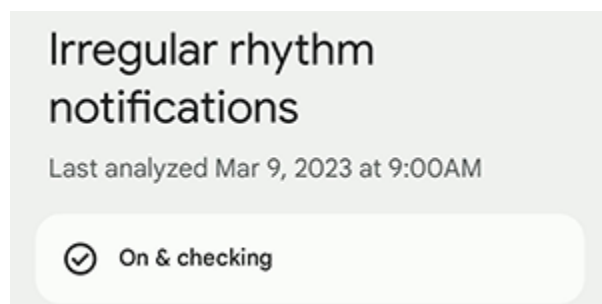 Irregular rhythm
notifications
Last analyzed Mar 9, 2023 at 9:00AM
On & checking